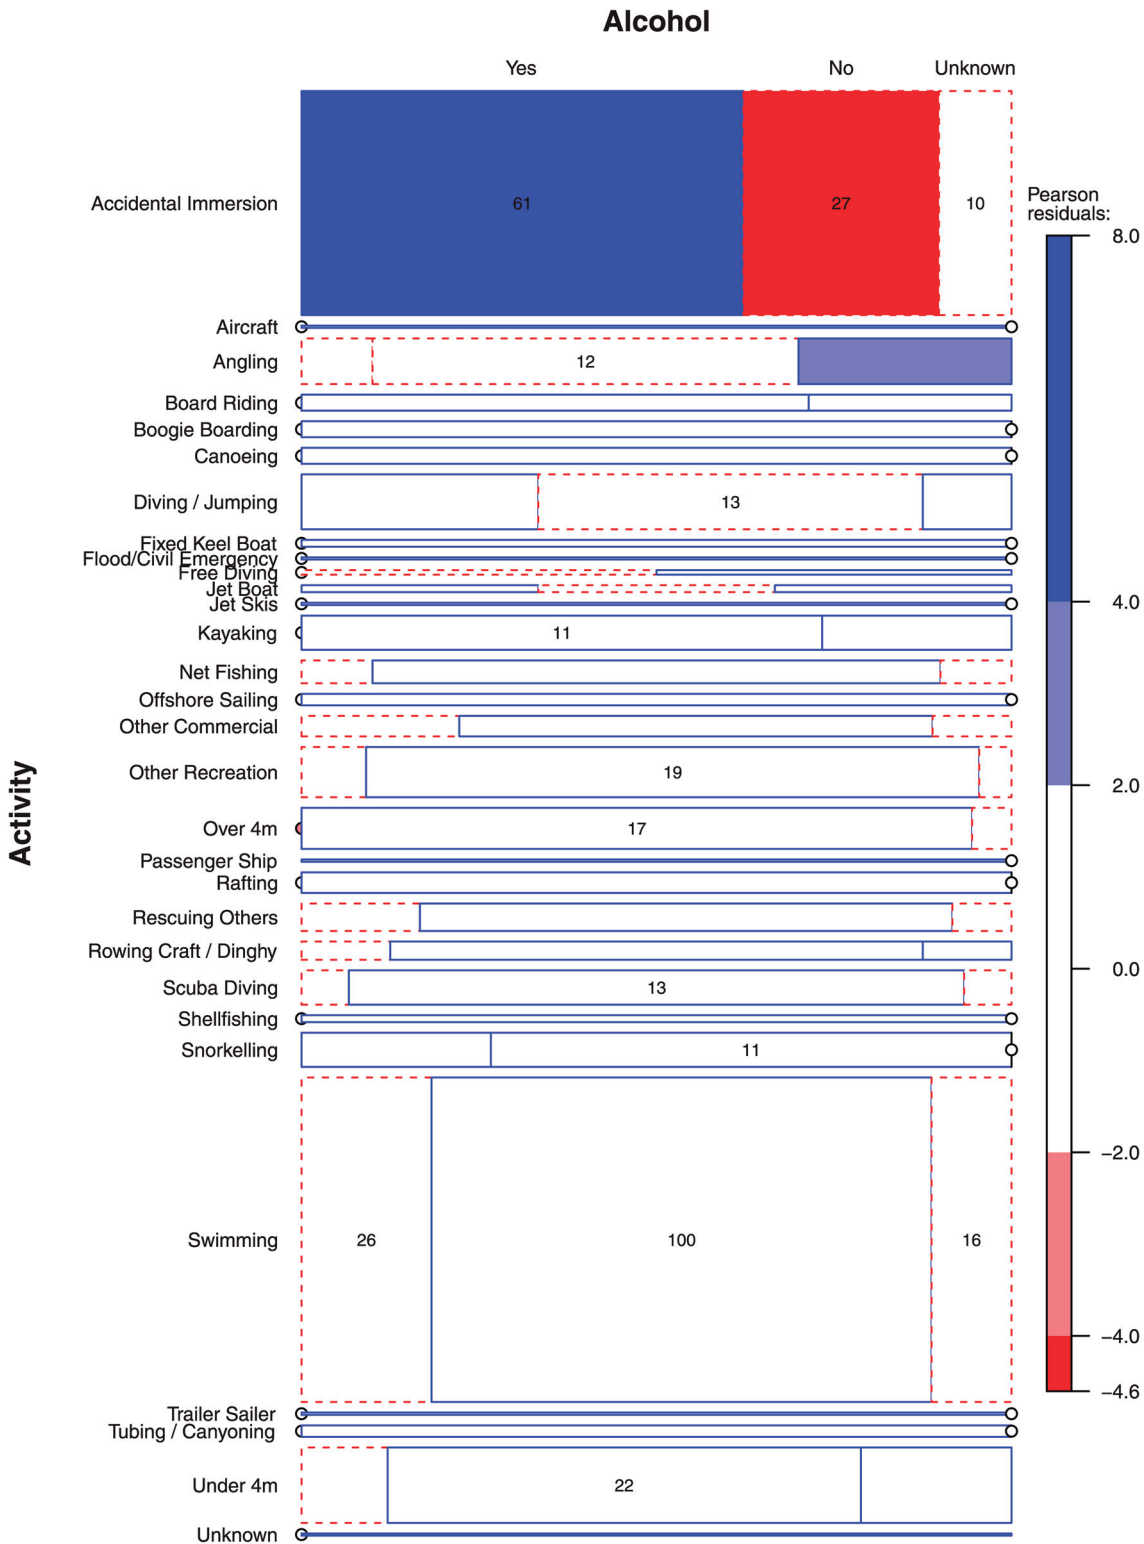 Alcohol
Yes No Unknown
Accidental Immersion 61 27 10
Pearson
residuals:
8.0
Aircraft
Angling 12
Board Riding
Boogie Boarding
Canoeing
Diving / Jumping 13
Fixed Keel Boat
Flood/Civil Emergency
Free Diving
Jet Boat
4.0
Jet Skis
Kayaking 11
Net Fishing
Offshore Sailing
Other Commercial
Other Recreation 19
2.0
Activity
Over 4m 17
Passenger Ship
Rafting
Rescuing Others
Rowing Craft / Dinghy
0.0
Scuba Diving 13
Shellfishing
Snorkelling 11
−2.0
Swimming 26 100 16
−4.0
−4.6
Trailer Sailer
Tubing / Canyoning
Under 4m 22
Unknown